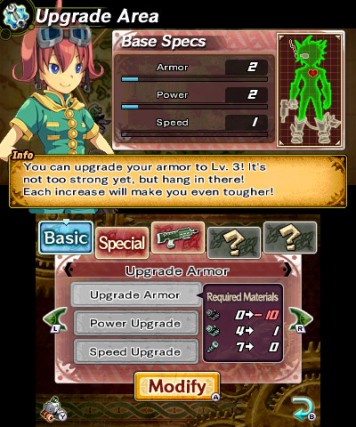 Upgrade Area
Base Specs
Armor 2
Power 2
Speed 1
Info
You can upgrade your armor to Lv. 3! It's
not too strong yet, but hang in there!
Each increase will make you even tougher!
Basic
Special
?
?
Upgrade Armor
Upgrade Armor
Power Upgrade
Speed Upgrade
Required Materials
0→-10
4→1
7→0
L
R
Modify
A
Y
B